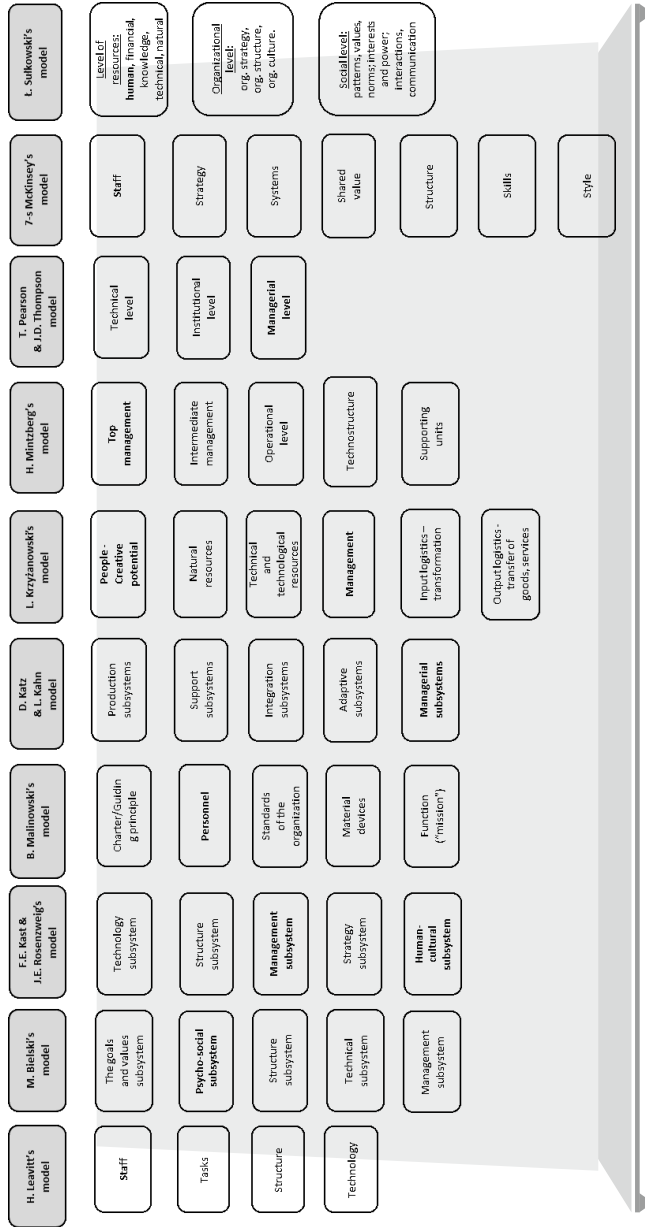 H. Leavitt's
model
Staff
Tasks
Structure
Technology
M. Bielski's
model
The goals
and values
subsystem
Psycho-social
subsystem
Structure
subsystem
Technical
subsystem
Management
subsystem
F.E. Kast &
J.E. Rosenzweig's
model
Technology
subsystem
Structure
subsystem
Management
subsystem
Strategy
subsystem
Human-
cultural
subsystem
B. Malinowski's
model
Charter/Guidin
g principle
Personnel
Standards
of the
organization
Material
devices
Function
("mission")
D. Katz
& L. Kahn
model
Production
subsystems
Support
subsystems
Integration
subsystems
Adaptive
subsystems
Managerial
subsystems
L. Krzyżanowski's
model
People -
Creative
potential
Natural
resources
Technical
and
technological
resources
Management
Input logistics –
transformation
Output logistics -
transfer of
goods, services
H. Mintzberg's
model
Top
management
Intermediate
management
Operational
level
Technostructure
Supporting
units
T. Pearson
& J.D. Thompson
model
Technical
level
Institutional
level
Managerial
level
7-s McKinsey's
model
Staff
Strategy
Systems
Shared
value
Structure
Skills
Style
Ł. Sułkowski's
model
Level of
resources:
human, financial,
knowledge,
technical, natural
Organizational
level:
org. strategy,
org. structure,
org. culture.
Social level:
patterns, values,
norms; interests
and power;
interactions,
communication